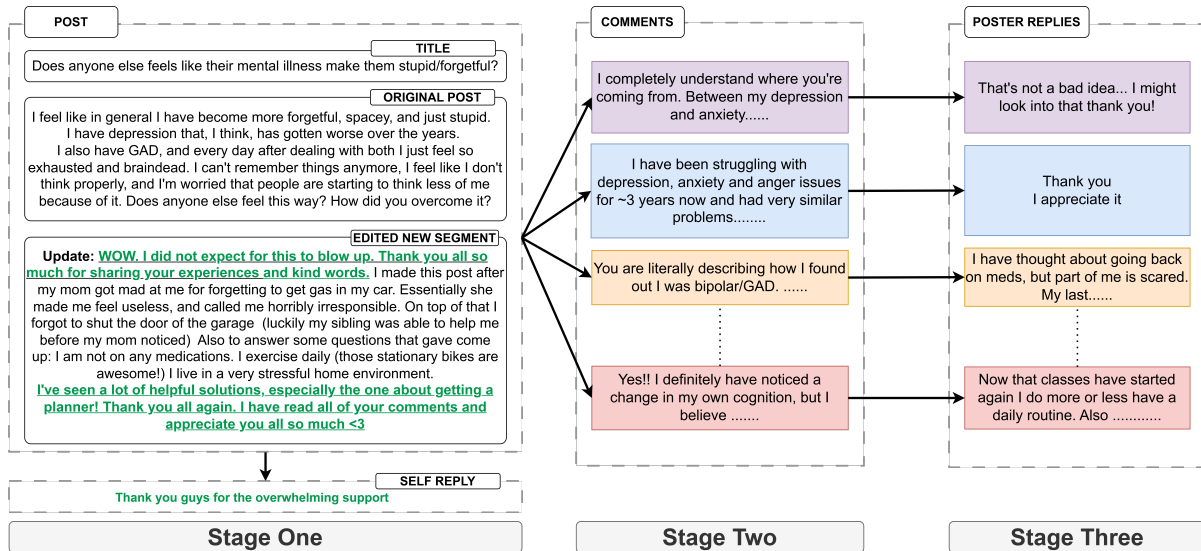 POST
TITLE
Does anyone else feels like their mental illness make them stupid/forgetful?
ORIGINAL POST
I feel like in general I have become more forgetful, spacey, and just stupid.
I have depression that, I think, has gotten worse over the years.
I also have GAD, and every day after dealing with both I just feel so
exhausted and braindead. I can't remember things anymore, I feel like I don't
think properly, and I'm worried that people are starting to think less of me
because of it. Does anyone else feel this way? How did you overcome it?
EDITED NEW SEGMENT
Update: WOW. I did not expect for this to blow up. Thank you all so
much for sharing your experiences and kind words. I made this post after
my mom got mad at me for forgetting to get gas in my car. Essentially she
made me feel useless, and called me horribly irresponsible. On top of that I
forgot to shut the door of the garage (luckily my sibling was able to help me
before my mom noticed) Also to answer some questions that gave come
up: I am not on any medications. I exercise daily (those stationary bikes are
awesome!) I live in a very stressful home environment.
I've seen a lot of helpful solutions, especially the one about getting a
planner! Thank you all again. I have read all of your comments and
appreciate you all so much <3
SELF REPLY
Thank you guys for the overwhelming support
Stage One
COMMENTS
I completely understand where you're
coming from. Between my depression
and anxiety......
I have been struggling with
depression, anxiety and anger issues
for ~3 years now and had very similar
problems........
You are literally describing how I found
out I was bipolar/GAD. ......
Yes!! I definitely have noticed a
change in my own cognition, but I
believe .......
Stage Two
POSTER REPLIES
That's not a bad idea... I might
look into that thank you!
Thank you
I appreciate it
I have thought about going back
on meds, but part of me is scared.
My last......
Now that classes have started
again I do more or less have a
daily routine. Also ............
Stage Three